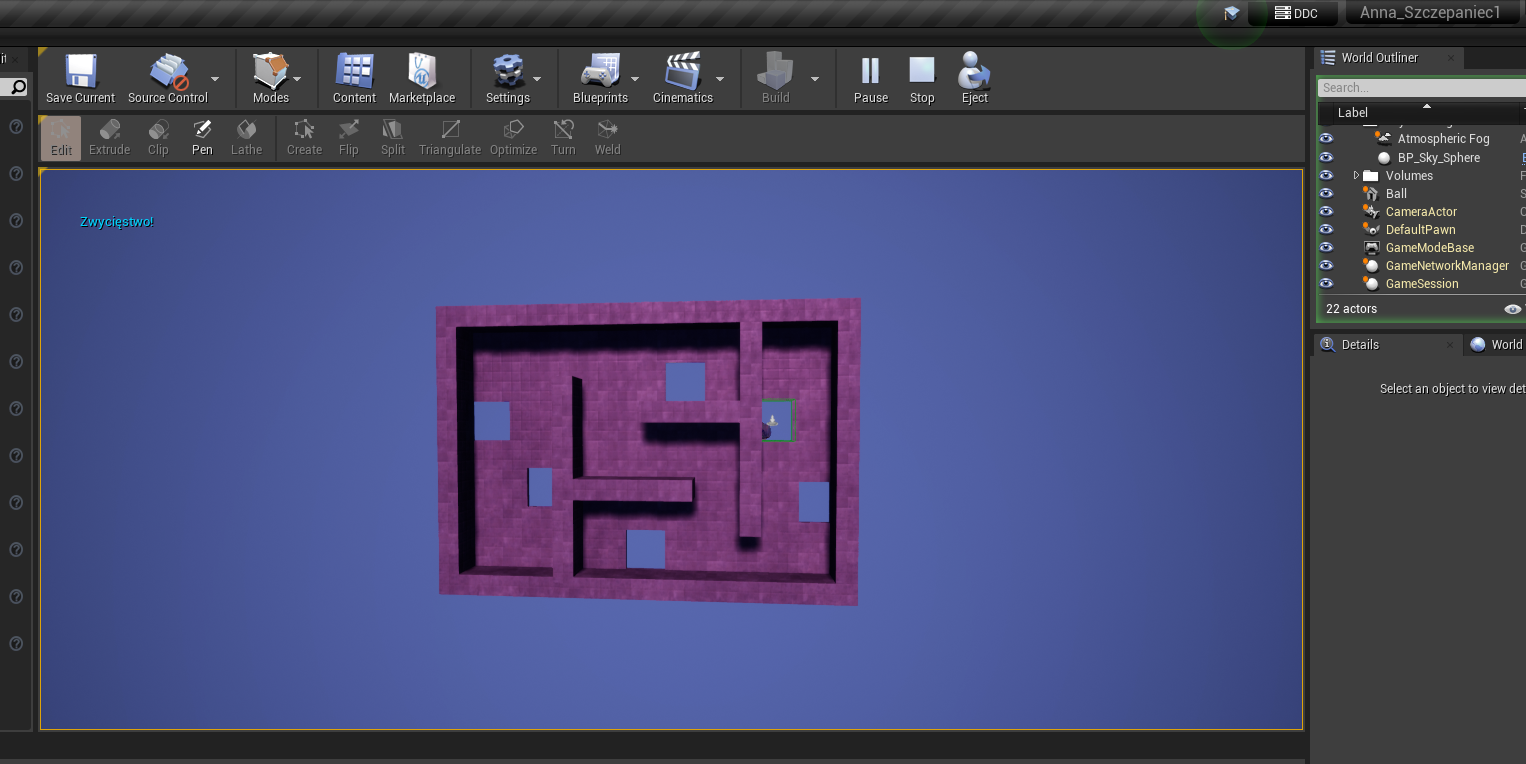 DDC
Anna_Szczepaniec1
Save Current
Source Control
Modes
Content
Marketplace
Settings
Blueprints
Cinematics
Build
Pause
Stop
Eject
Edit
Extrude
Clip
Pen
Lathe
Create
Flip
Split
Triangulate
Optimize
Turn
Weld
Zwycięstwo!
World Outliner
Search...
Label
Atmospheric Fog
BP_Sky_Sphere
Volumes
Ball
CameraActor
DefaultPawn
GameModeBase
GameNetworkManager
GameSession
22 actors
Details
World
Select an object to view det